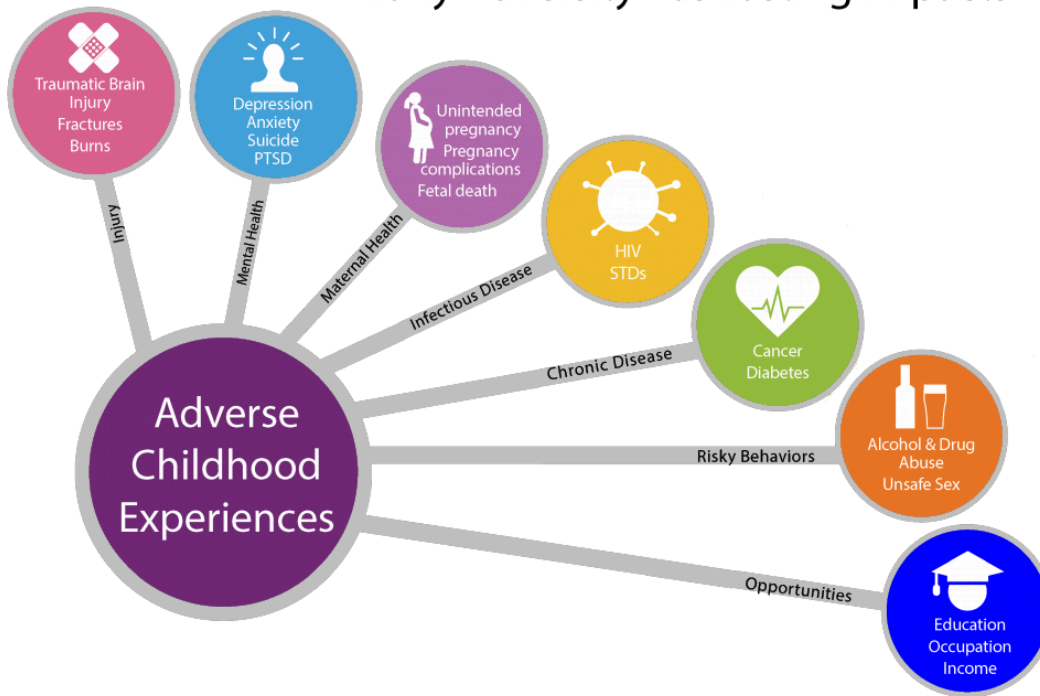 Traumatic Brain
Injury
Fractures
Burns
Depression
Anxiety
Suicide
PTSD
Unintended
pregnancy
Pregnancy
complications
Fetal death
HIV
STDs
Cancer
Diabetes
Alcohol & Drug
Abuse
Unsafe Sex
Education
Occupation
Income
Injury
Mental Health
Maternal Health
Infectious Disease
Chronic Disease
Risky Behaviors
Opportunities
Adverse
Childhood
Experiences